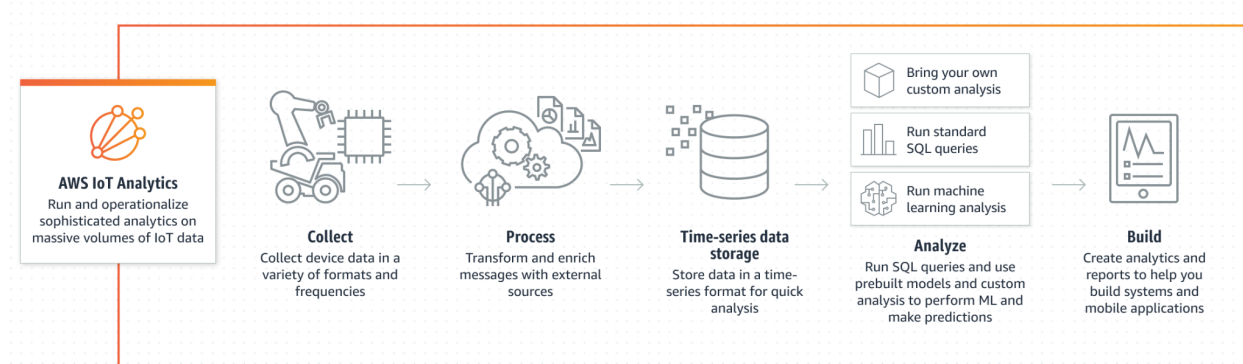 AWS IoT Analytics
Run and operationalize
sophisticated analytics on
massive volumes of IoT data
Collect
Collect device data in a
variety of formats and
frequencies
Process
Transform and enrich
messages with external
sources
Time-series data
storage
Store data in a time-
series format for quick
analysis
Bring your own
custom analysis
Run standard
SQL queries
Run machine
learning analysis
Analyze
Run SQL queries and use
prebuilt models and custom
analysis to perform ML and
make predictions
Build
Create analytics and
reports to help you
build systems and
mobile applications